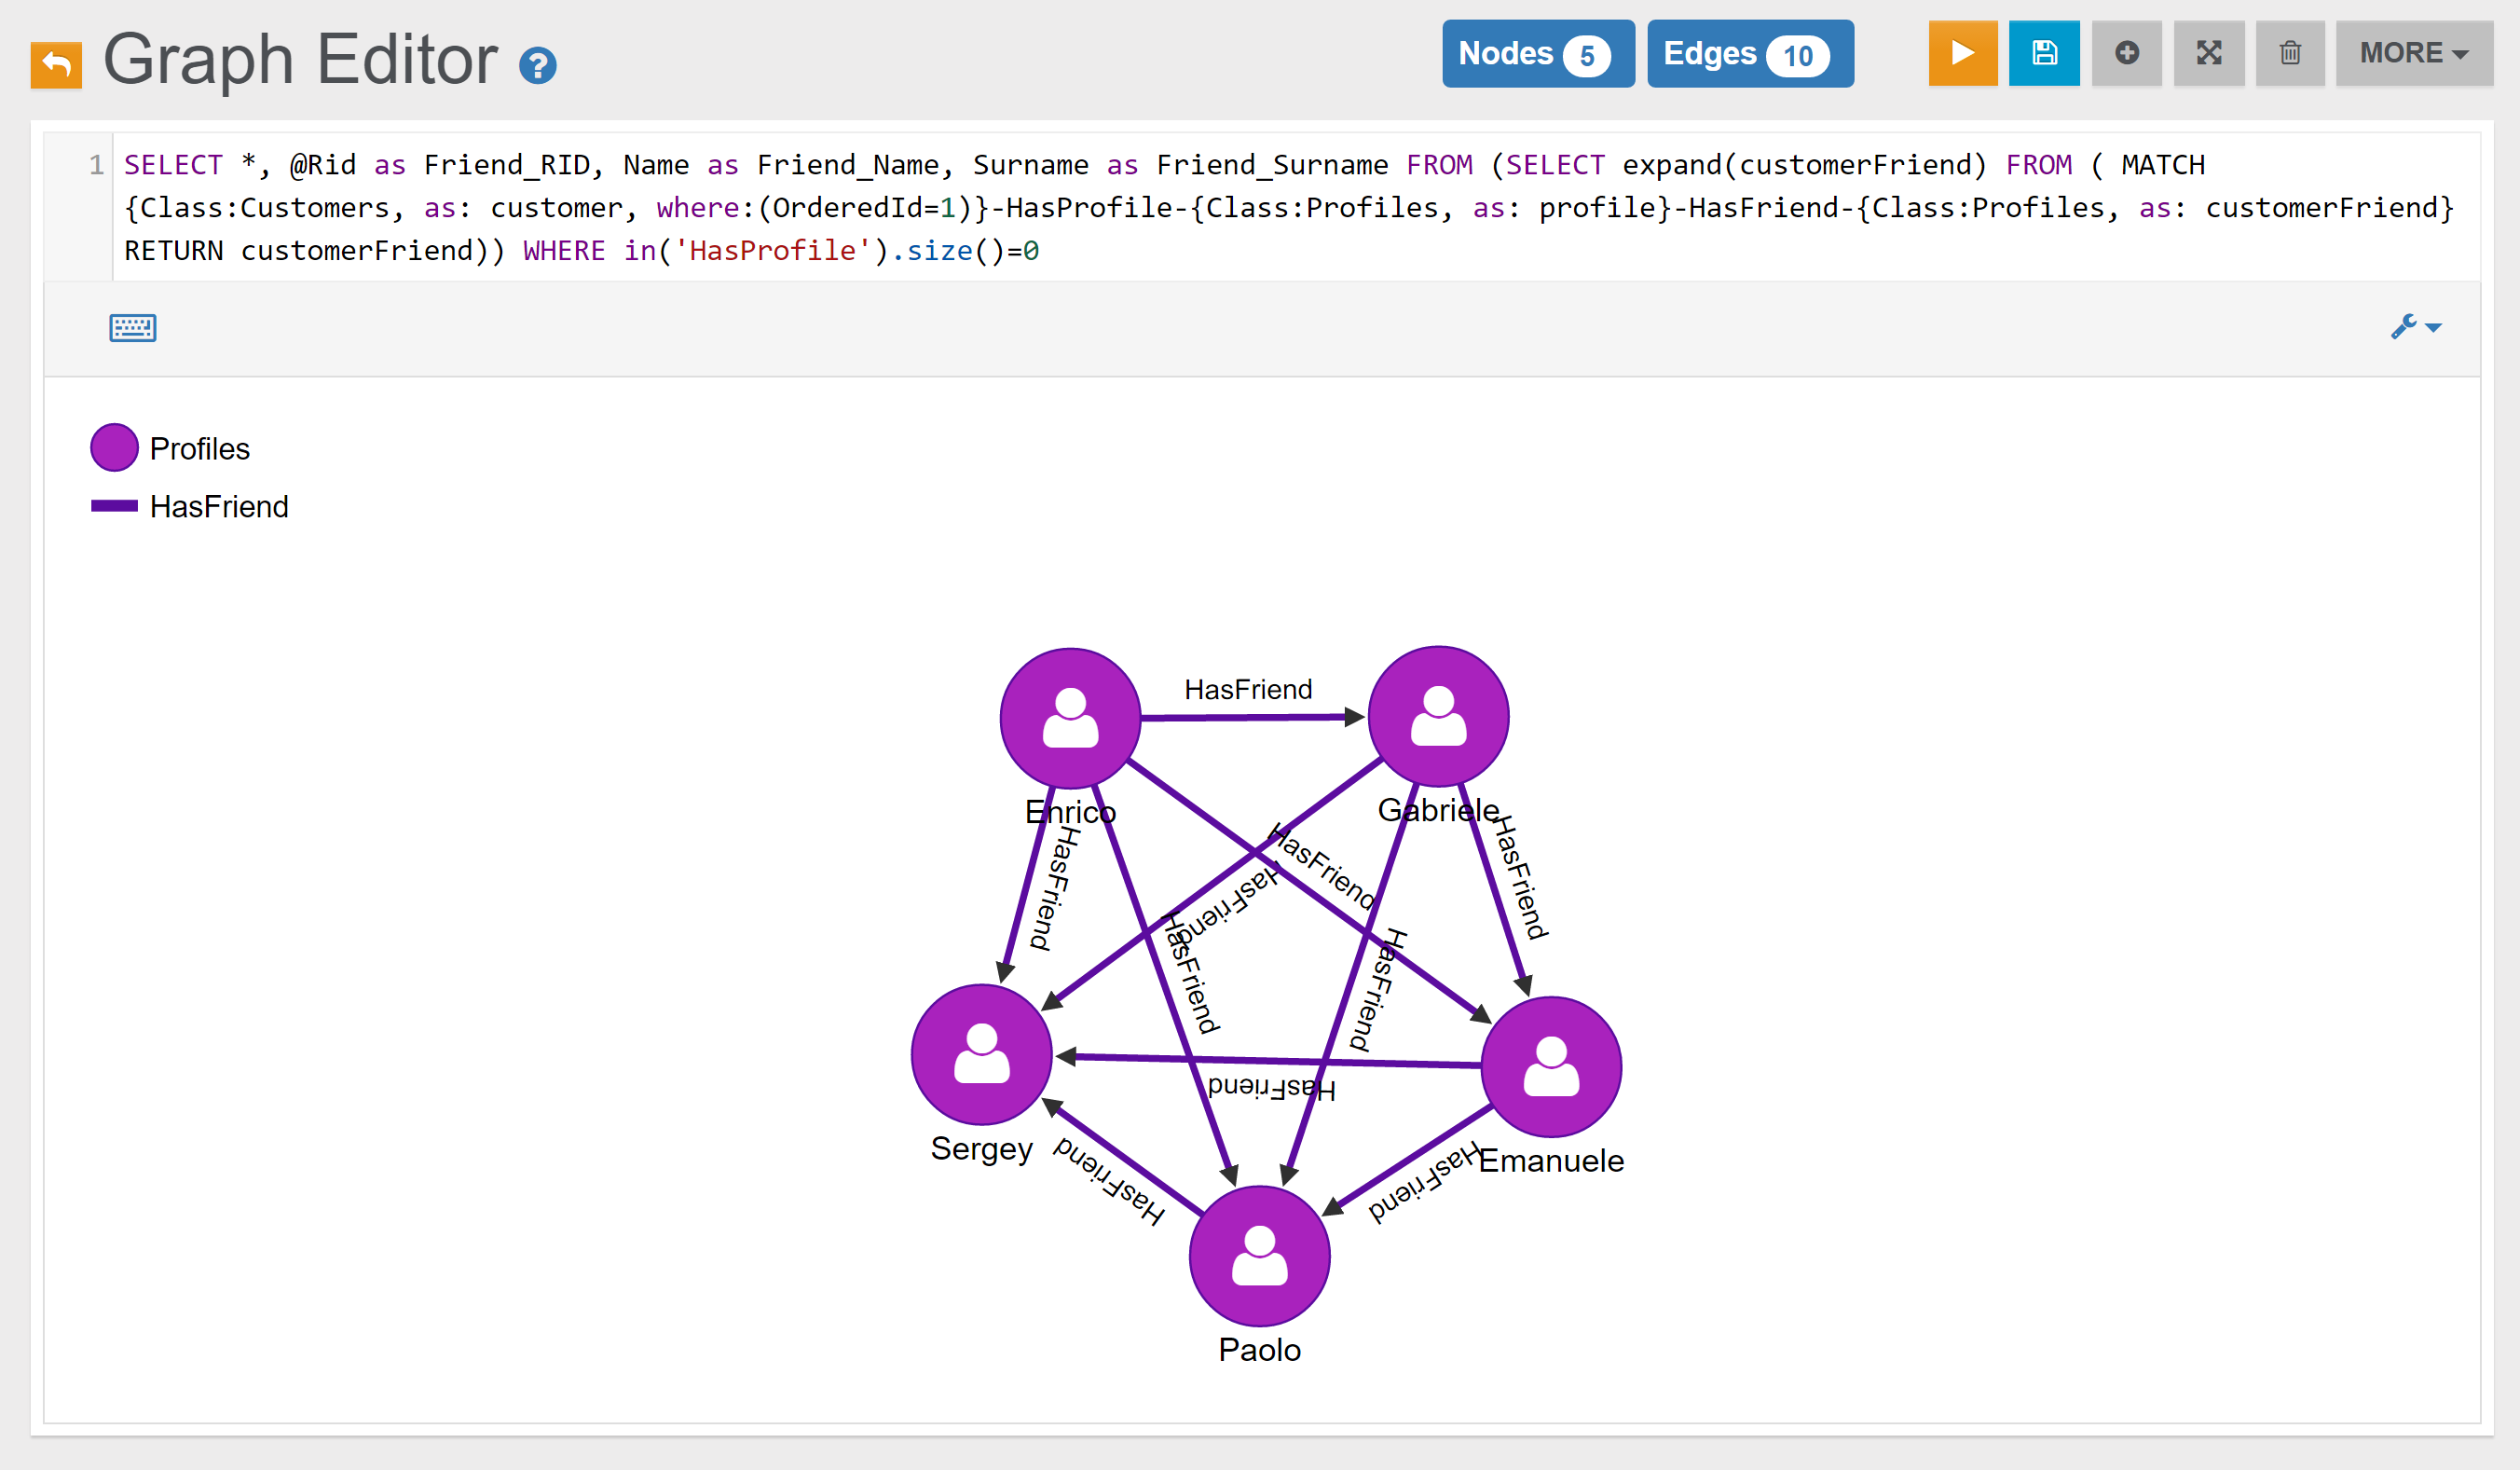 Graph Editor ?
Nodes 5
Edges 10
MORE
1
SELECT *, @Rid as Friend_RID, Name as Friend_Name, Surname as Friend_Surname FROM (SELECT expand(customerFriend) FROM ( MATCH
{Class:Customers, as: customer, where:(OrderedId=1)}-HasProfile-{Class:Profiles, as: profile}-HasFriend-{Class:Profiles, as: customerFriend}
RETURN customerFriend)) WHERE in('HasProfile').size()=0
Profiles
HasFriend
HasFriend
Enrico
Gabriele
HasFriend
HasFriend
HasFriend
HasFriend
HasFriend
HasFriend
HasFriend
Sergey
Emanuele
HasFriend
HasFriend
Paolo